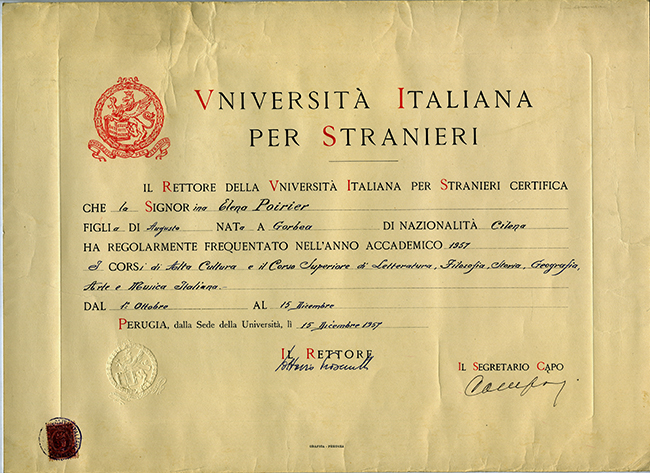 VNIVERSITÀ ITALIANA
PER STRANIERI
IL RETTORE DELLA VNIVERSITÀ ITALIANA PER STRANIERI CERTIFICA
CHE la SIGNORina Elena Poirier
FIGLIa DI Augusto NATa A Gorbea DI NAZIONALITÀ Cilena
HA REGOLARMENTE FREQUENTATO NELL'ANNO ACCADEMICO 1957
I CORSi di Alta Cultura e il Corso Superiore di Letteratura, Filosofia, Storia, Geografia,
Arte e Musica Italiana.
DAL 1º Ottobre AL 15 Dicembre
PERUGIA, dalla Sede della Università, lì 15 Dicembre 1957
IL RETTORE
IL SEGRETARIO CAPO
GRAFICA - PERUGIA